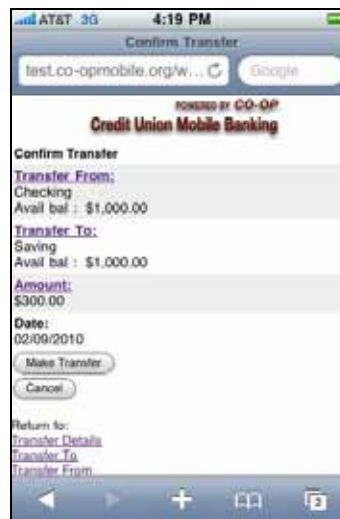 AT&T 3G 4:19 PM
Confirm Transfer
test.co-opmobile.org/w... Google
POWERED BY CO-OP
Credit Union Mobile Banking
Confirm Transfer
Transfer From:
Checking
Avail bal : $1,000.00
Transfer To:
Saving
Avail bal : $1,000.00
Amount:
$300.00
Date:
02/09/2010
Make Transfer
Cancel
Return to:
Transfer Details
Transfer To
Transfer From